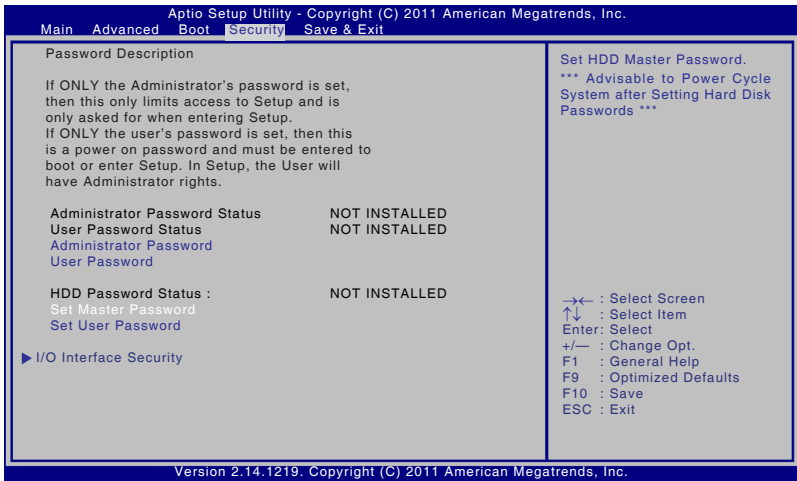 Aptio Setup Utility - Copyright (C) 2011 American Megatrends, Inc.
Main Advanced Boot Security Save & Exit
Password Description
If ONLY the Administrator's password is set,
then this only limits access to Setup and is
only asked for when entering Setup.
If ONLY the user's password is set, then this
is a power on password and must be entered to
boot or enter Setup. In Setup, the User will
have Administrator rights.
Administrator Password Status NOT INSTALLED
User Password Status NOT INSTALLED
Administrator Password
User Password
HDD Password Status : NOT INSTALLED
Set Master Password
Set User Password
I/O Interface Security
Set HDD Master Password.
*** Advisable to Power Cycle
System after Setting Hard Disk
Passwords ***
→← : Select Screen
↑↓ : Select Item
Enter: Select
+/— : Change Opt.
F1 : General Help
F9 : Optimized Defaults
F10 : Save
ESC : Exit
Version 2.14.1219. Copyright (C) 2011 American Megatrends, Inc.